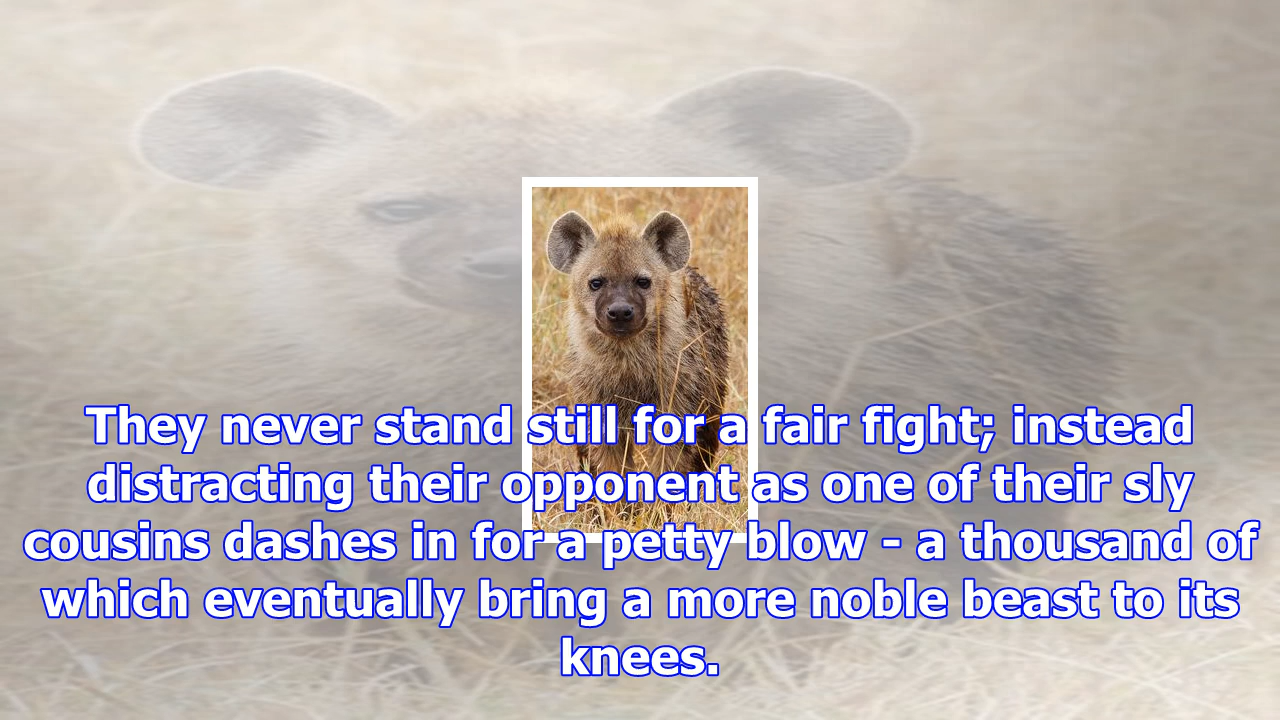 They never stand still for a fair fight; instead
distracting their opponent as one of their sly
cousins dashes in for a petty blow - a thousand of
which eventually bring a more noble beast to its
knees.